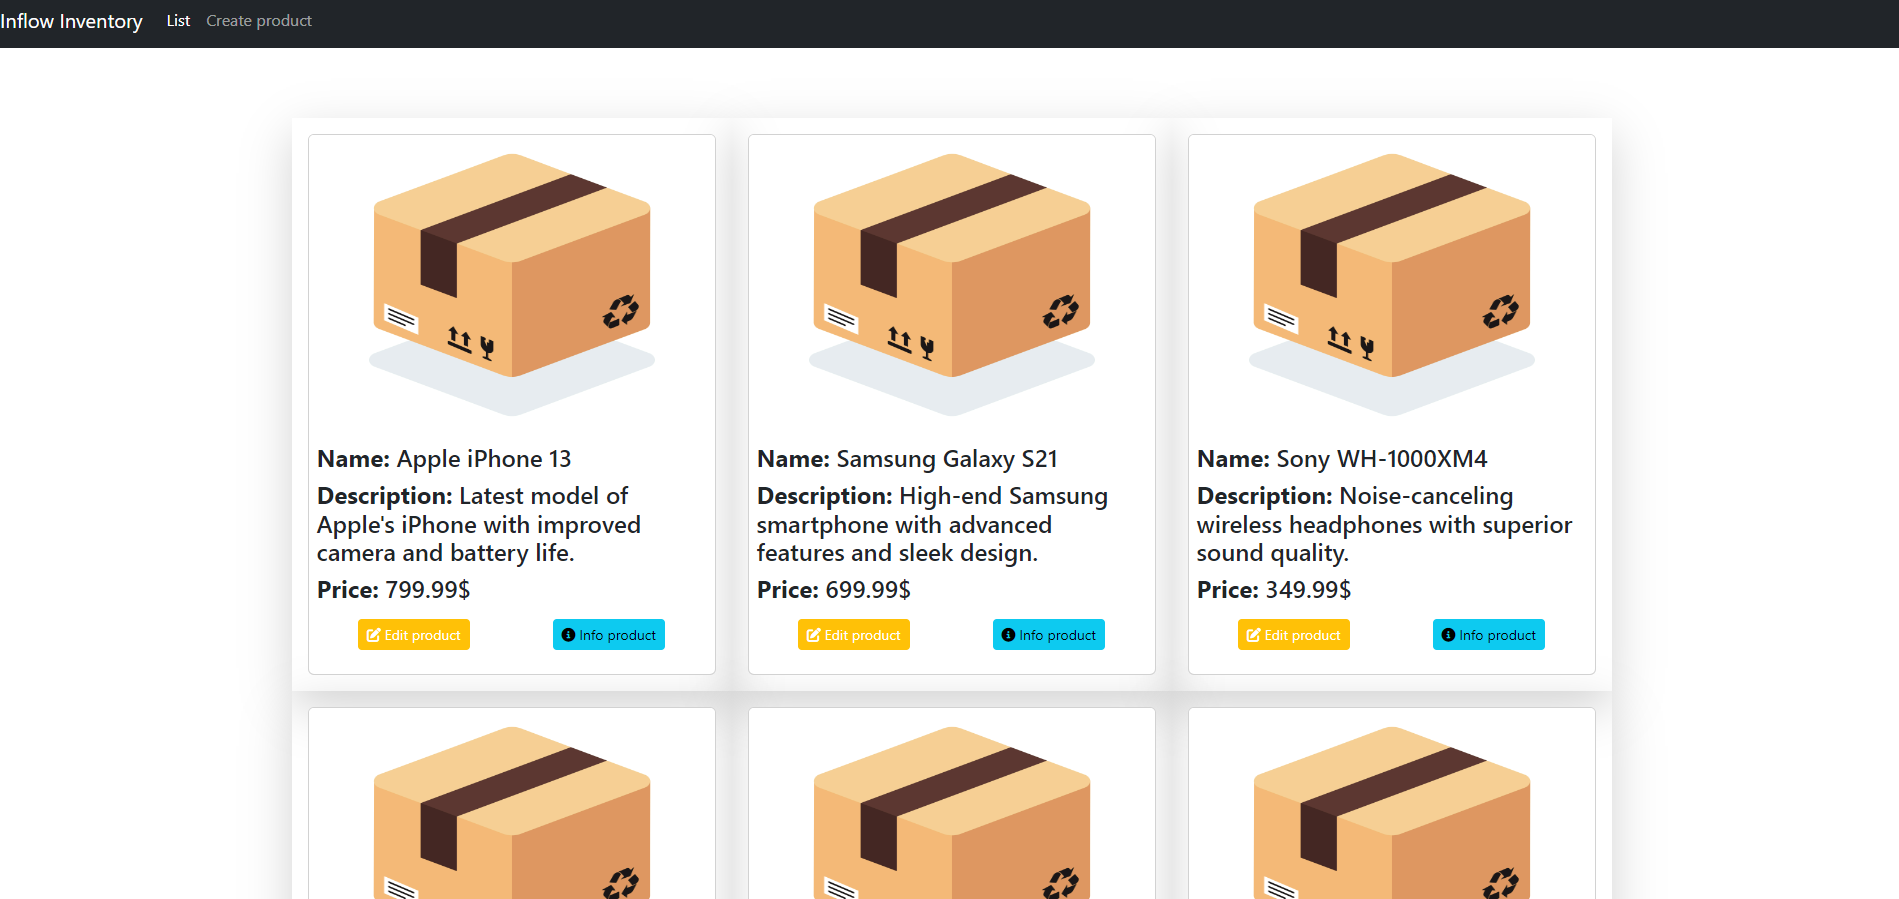 Inflow Inventory List Create product
Name: Apple iPhone 13
Description: Latest model of
Apple's iPhone with improved
camera and battery life.
Price: 799.99$
Edit product Info product
Name: Samsung Galaxy S21
Description: High-end Samsung
smartphone with advanced
features and sleek design.
Price: 699.99$
Edit product Info product
Name: Sony WH-1000XM4
Description: Noise-canceling
wireless headphones with superior
sound quality.
Price: 349.99$
Edit product Info product